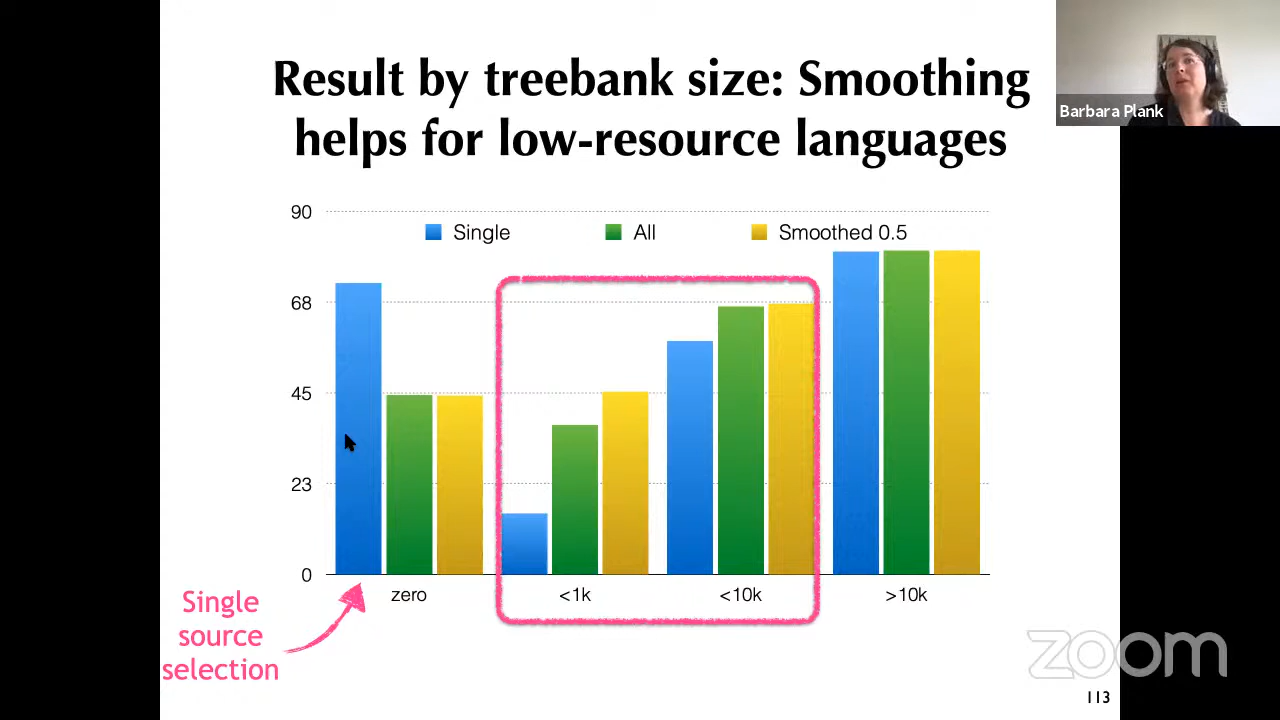 Result by treebank size: Smoothing
helps for low-resource languages
Barbara Plank
90
Single
All
Smoothed 0.5
68
45
23
0
zero
<1k
<10k
>10k
Single
source
selection
zoom
113